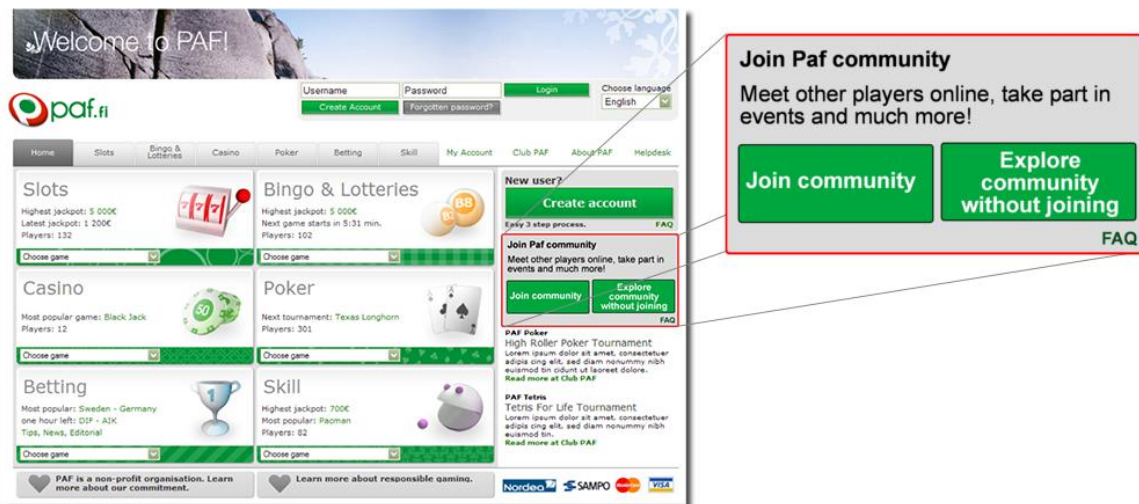 Welcome to PAF!
paf.fi
Username
Password
Login
Choose language
Create Account
Forgotten password?
English
Home
Slots
Bingo &
Lotteries
Casino
Poker
Betting
Skill
My Account
Club PAF
About PAF
Helpdesk
Slots
Highest jackpot: 5 000€
Latest jackpot: 1 200€
Players: 132
Choose game
777
Bingo & Lotteries
Highest jackpot: 5 000€
Next game starts in 5:31 min.
Players: 102
Choose game
B8
B2
New user?
Create account
Easy 3 step process.
FAQ
Join Paf community
Meet other players online, take part in
events and much more!
Join community
Explore
community
without joining
FAQ
Casino
Most popular game: Black Jack
Players: 12
Choose game
50
Poker
Next tournament: Texas Longhorn
Players: 301
Choose game
A
A
PAF Poker
High Roller Poker Tournament
Lorem ipsum dolor sit amet, consectetuer
adipis cing elit, sed diam nonummy nibh
euismod tin cidunt ut laoreet dolore.
Read more at Club PAF
Betting
Most popular: Sweden - Germany
one hour left: DIF - AIK
Tips, News, Editorial
Choose game
1
Skill
Highest jackpot: 700€
Most popular: Pacman
Players: 82
Choose game
PAF Tetris
Tetris For Life Tournament
Lorem ipsum dolor sit amet, consectetuer
adipis cing elit, sed diam nonummy nibh
euismod tin.
Read more at Club PAF
PAF is a non-profit organisation. Learn
more about our commitment.
Learn more about responsible gaming.
Nordea
SAMPO
MasterCard
VISA
Join Paf community
Meet other players online, take part in
events and much more!
Join community
Explore
community
without joining
FAQ